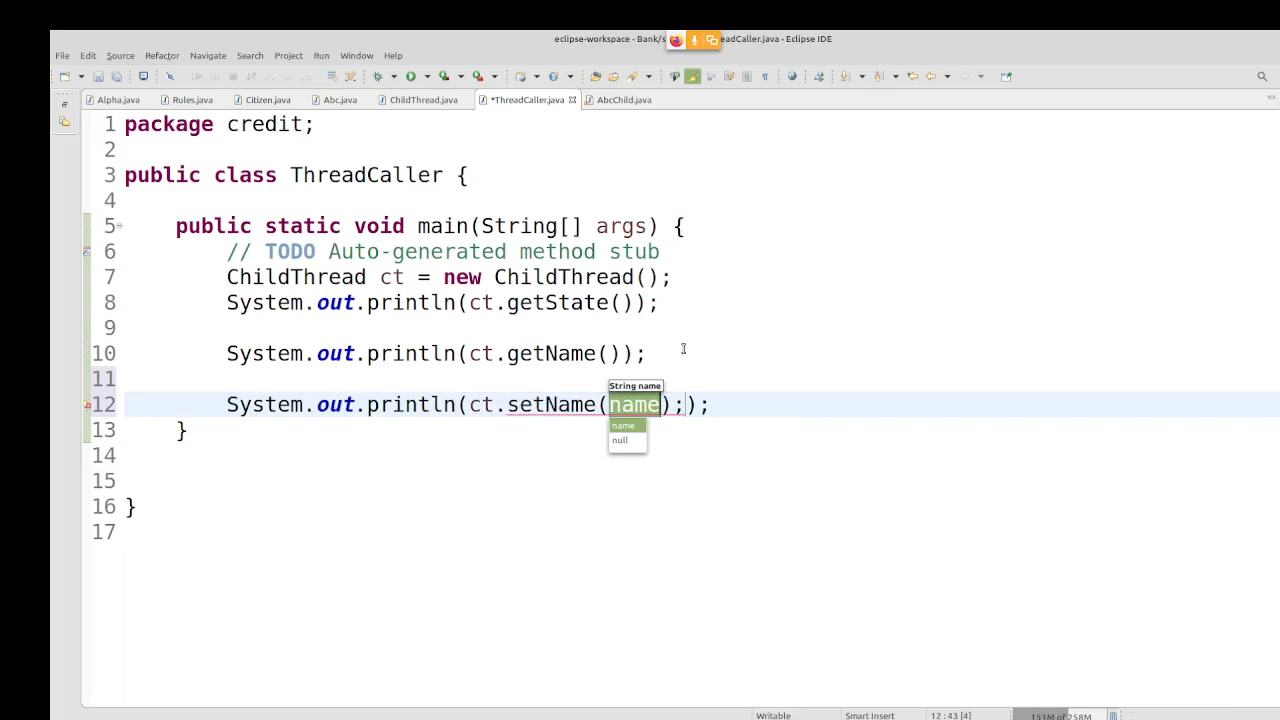 eclipse-workspace - Bank/s eadCaller.java - Eclipse IDE
File Edit Source Refactor Navigate Search Project Run Window Help
Alpha.java Rules.java Citizen.java Abc.java ChildThread.java *ThreadCaller.java AbcChild.java
1 package credit;
2
3 public class ThreadCaller {
4
5 public static void main(String[] args) {
6 // TODO Auto-generated method stub
7 ChildThread ct = new ChildThread();
8 System.out.println(ct.getState());
9
10 System.out.println(ct.getName());
11
String name
12 System.out.println(ct.setName(name););
name
13 }
null
14
15
16 }
17
Writable Smart Insert 12 : 43 [4] 151M of 258M